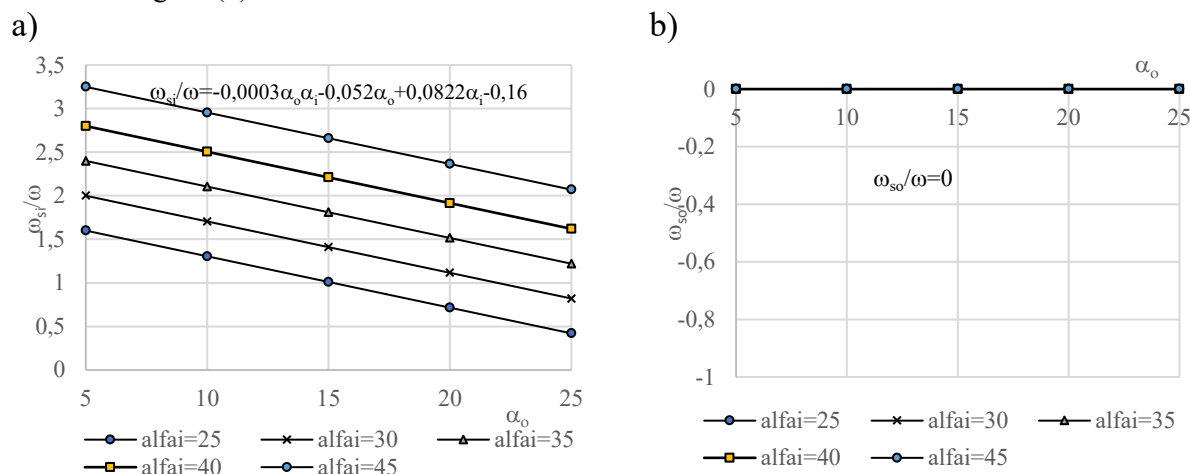 a)
3,5
ω_si/ω=-0,0003α_oα_i-0,052α_o+0,0822α_i-0,16
3
2,5
2
1,5
1
0,5
0
ω_si/ω
5 10 15 20 25
α_o
alfai=25 alfai=30 alfai=35
alfai=40 alfai=45
b)
α_o
0
5 10 15 20 25
-0,2
-0,4
-0,6
-0,8
-1
ω_so/ω
ω_so/ω=0
alfai=25 alfai=30 alfai=35
alfai=40 alfai=45